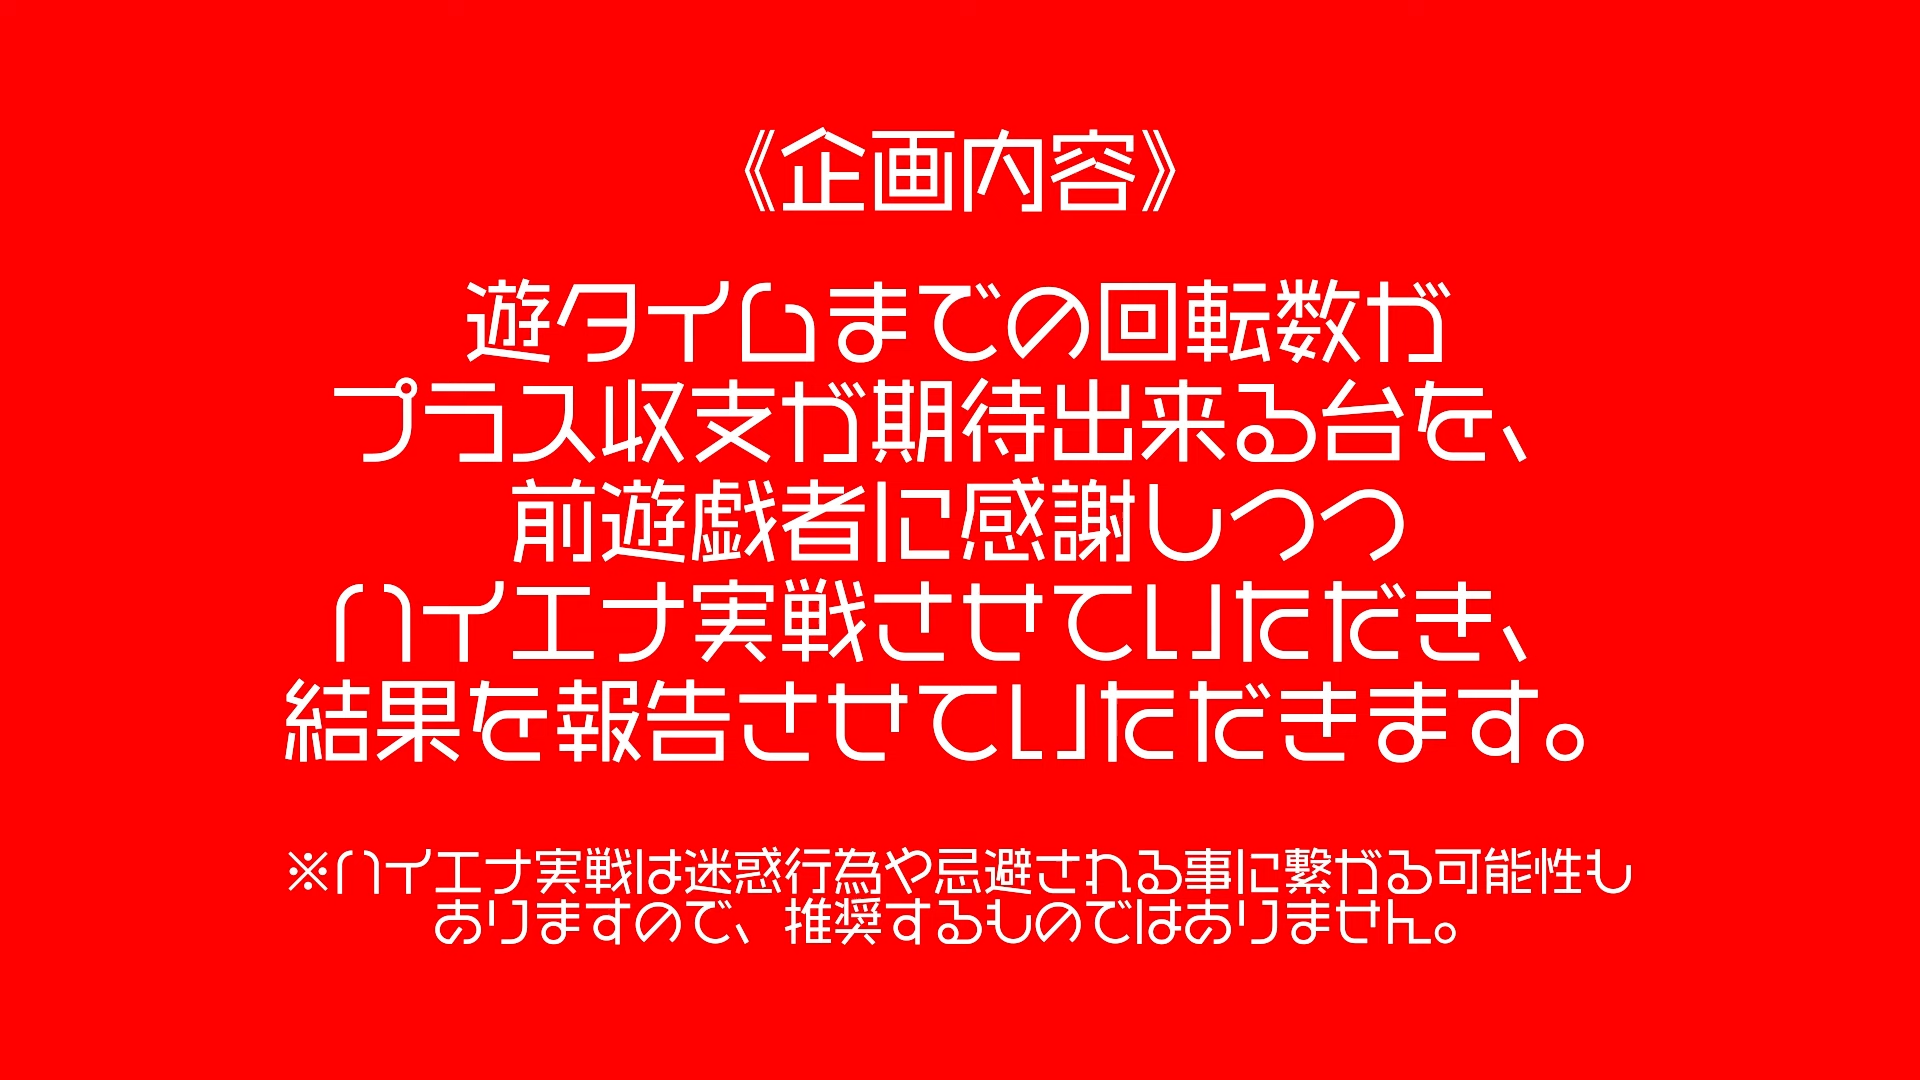 《企画内容》
遊タイムまでの回転数が
プラス収支が期待出来る台を、
前遊戯者に感謝しつつ
ハイエナ実戦させていただき、
結果を報告させていただきます。
※ハイエナ実戦は迷惑行為や忌避される事に繋がる可能性も
ありますので、推奨するものではありません。